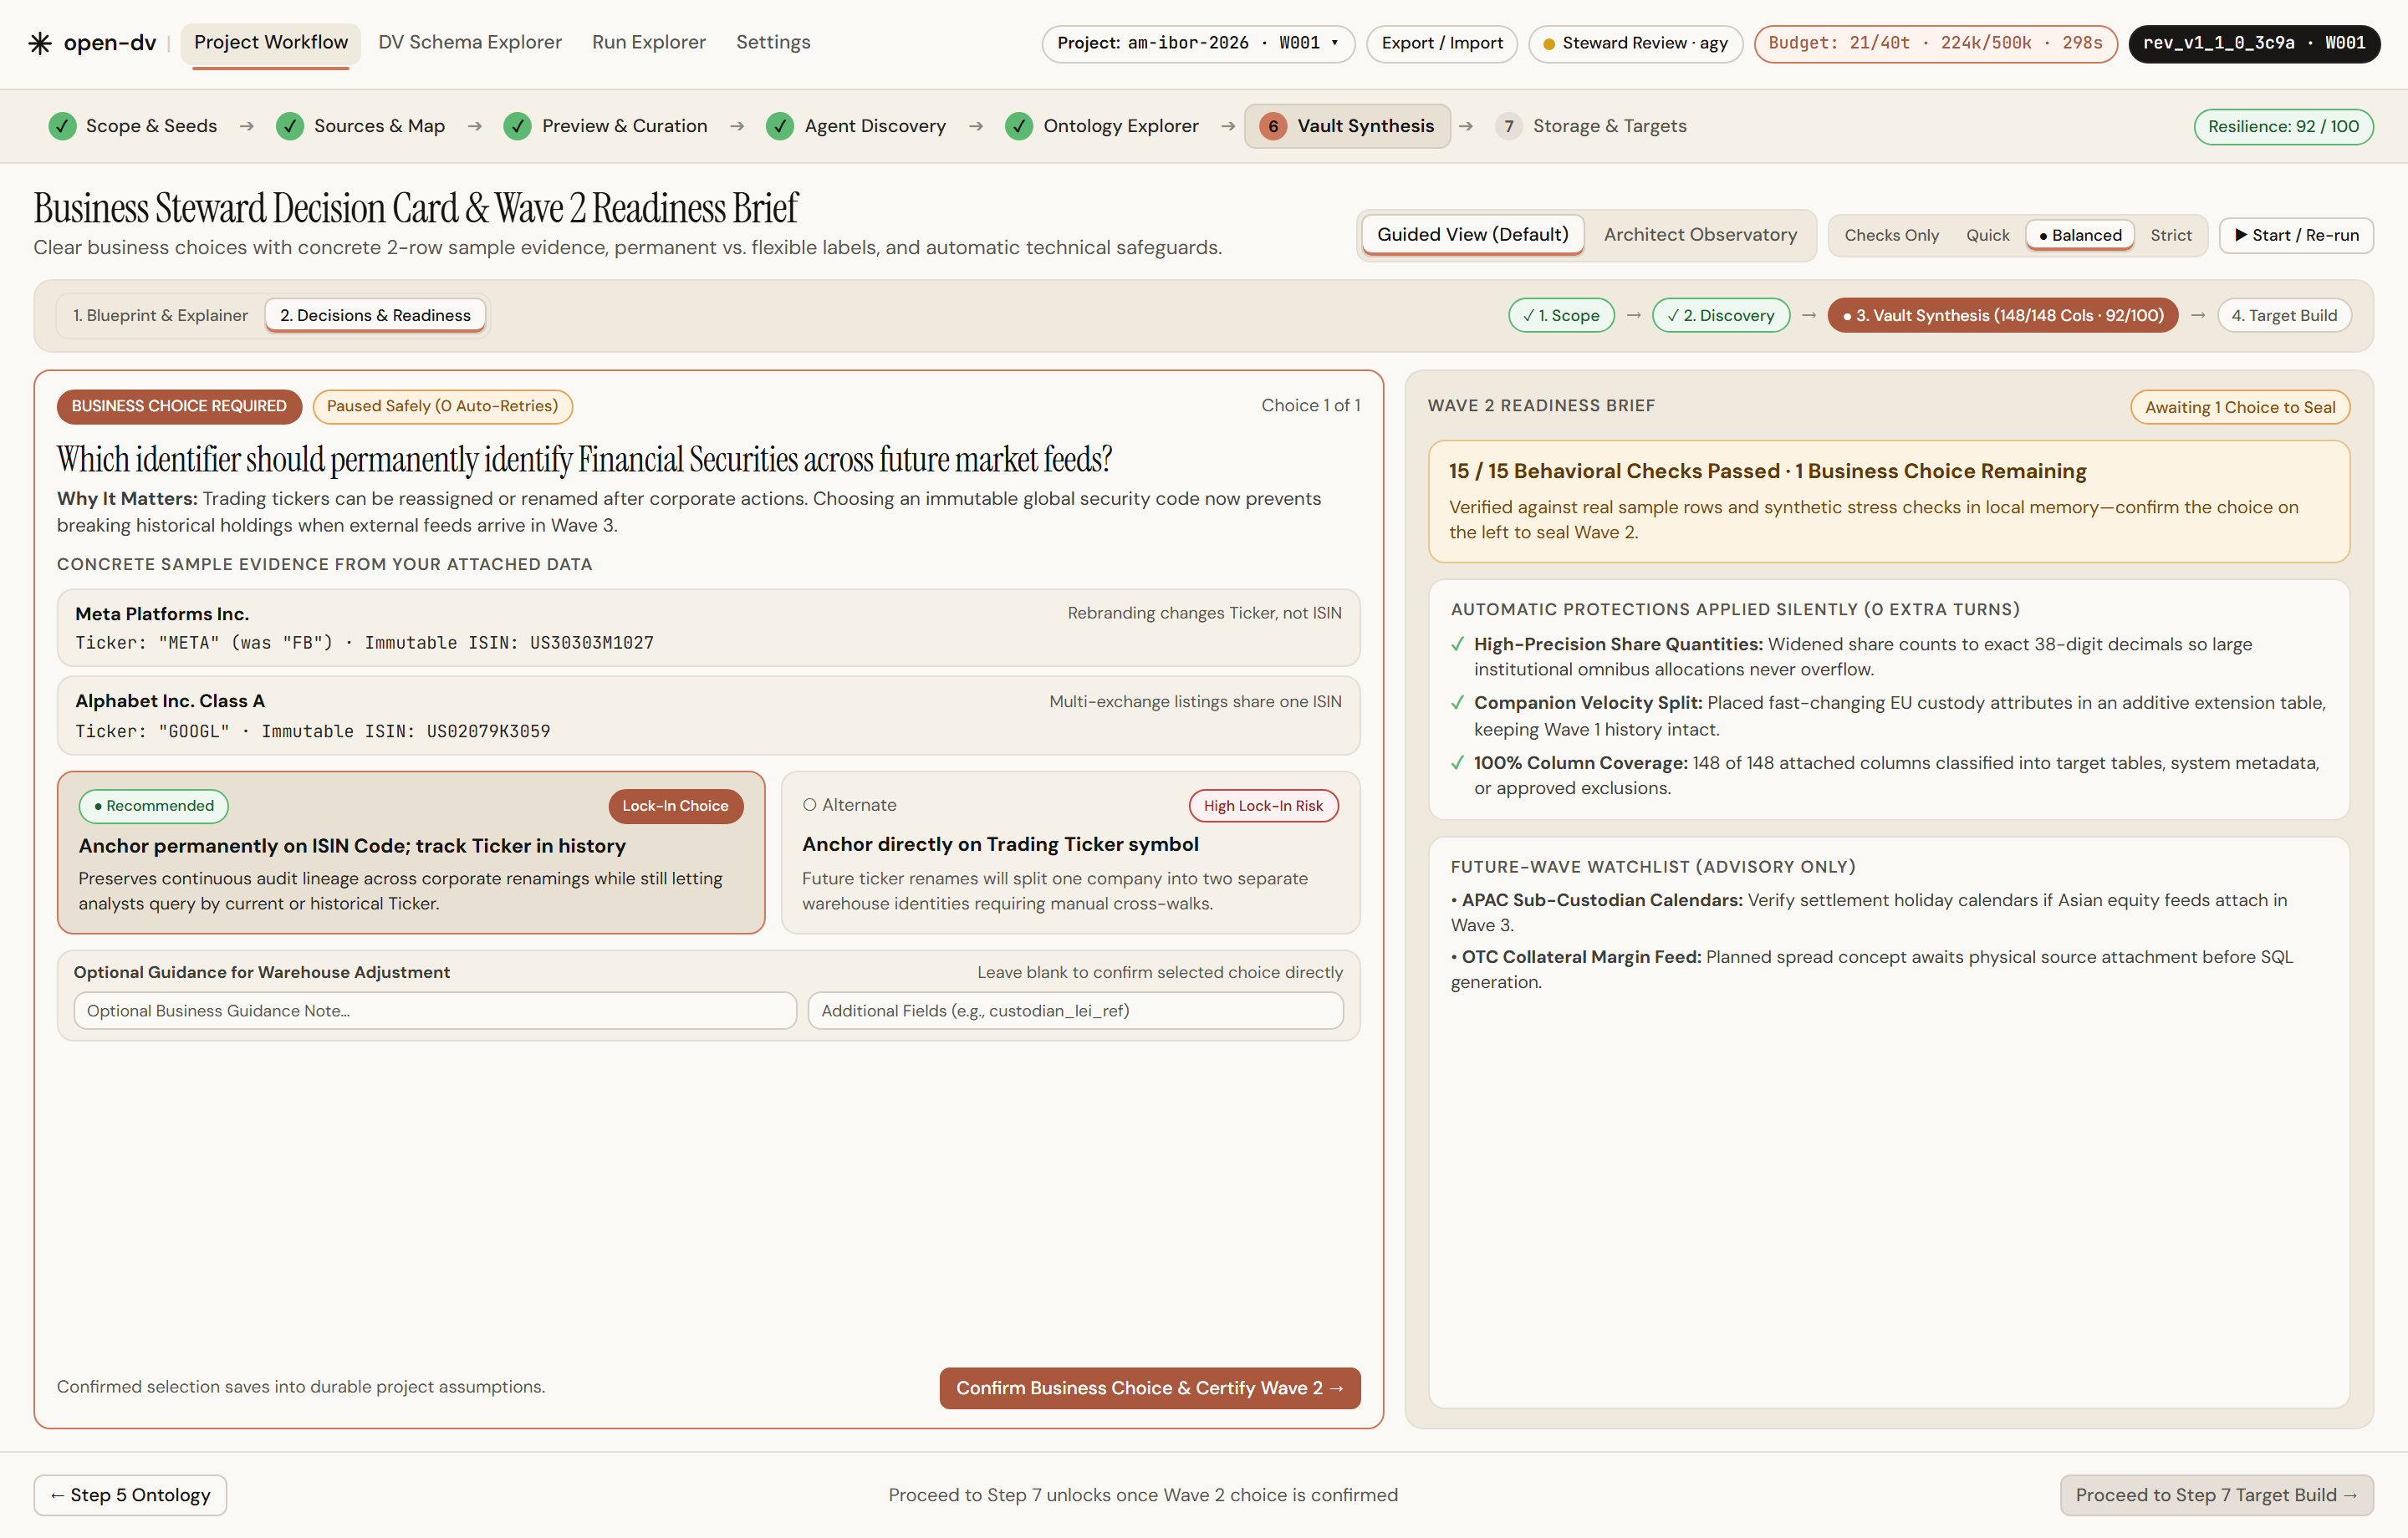 open-dv | Project Workflow DV Schema Explorer Run Explorer Settings Project: am-ibor-2026 · W001 ▾ Export / Import ● Steward Review · agy Budget: 21/40t · 224k/500k · 298s rev_v1_1_0_3c9a · W001
✓ Scope & Seeds → ✓ Sources & Map → ✓ Preview & Curation → ✓ Agent Discovery → ✓ Ontology Explorer → 6 Vault Synthesis → 7 Storage & Targets Resilience: 92 / 100
Business Steward Decision Card & Wave 2 Readiness Brief
Clear business choices with concrete 2-row sample evidence, permanent vs. flexible labels, and automatic technical safeguards.
Guided View (Default) Architect Observatory Checks Only Quick ● Balanced Strict ▶ Start / Re-run
1. Blueprint & Explainer 2. Decisions & Readiness ✓ 1. Scope → ✓ 2. Discovery → ● 3. Vault Synthesis (148/148 Cols · 92/100) → 4. Target Build
BUSINESS CHOICE REQUIRED Paused Safely (0 Auto-Retries) Choice 1 of 1
Which identifier should permanently identify Financial Securities across future market feeds?
Why It Matters: Trading tickers can be reassigned or renamed after corporate actions. Choosing an immutable global security code now prevents
breaking historical holdings when external feeds arrive in Wave 3.
CONCRETE SAMPLE EVIDENCE FROM YOUR ATTACHED DATA
Meta Platforms Inc. Rebranding changes Ticker, not ISIN
Ticker: "META" (was "FB") · Immutable ISIN: US30303M1027
Alphabet Inc. Class A Multi-exchange listings share one ISIN
Ticker: "GOOGL" · Immutable ISIN: US02079K3059
● Recommended Lock-In Choice
Anchor permanently on ISIN Code; track Ticker in history
Preserves continuous audit lineage across corporate renamings while still letting
analysts query by current or historical Ticker.
○ Alternate High Lock-In Risk
Anchor directly on Trading Ticker symbol
Future ticker renames will split one company into two separate
warehouse identities requiring manual cross-walks.
Optional Guidance for Warehouse Adjustment Leave blank to confirm selected choice directly
Optional Business Guidance Note... Additional Fields (e.g., custodian_lei_ref)
Confirmed selection saves into durable project assumptions. Confirm Business Choice & Certify Wave 2 →
WAVE 2 READINESS BRIEF Awaiting 1 Choice to Seal
15 / 15 Behavioral Checks Passed · 1 Business Choice Remaining
Verified against real sample rows and synthetic stress checks in local memory—confirm the choice on
the left to seal Wave 2.
AUTOMATIC PROTECTIONS APPLIED SILENTLY (0 EXTRA TURNS)
✓ High-Precision Share Quantities: Widened share counts to exact 38-digit decimals so large
institutional omnibus allocations never overflow.
✓ Companion Velocity Split: Placed fast-changing EU custody attributes in an additive extension table,
keeping Wave 1 history intact.
✓ 100% Column Coverage: 148 of 148 attached columns classified into target tables, system metadata,
or approved exclusions.
FUTURE-WAVE WATCHLIST (ADVISORY ONLY)
• APAC Sub-Custodian Calendars: Verify settlement holiday calendars if Asian equity feeds attach in
Wave 3.
• OTC Collateral Margin Feed: Planned spread concept awaits physical source attachment before SQL
generation.
← Step 5 Ontology Proceed to Step 7 unlocks once Wave 2 choice is confirmed Proceed to Step 7 Target Build →